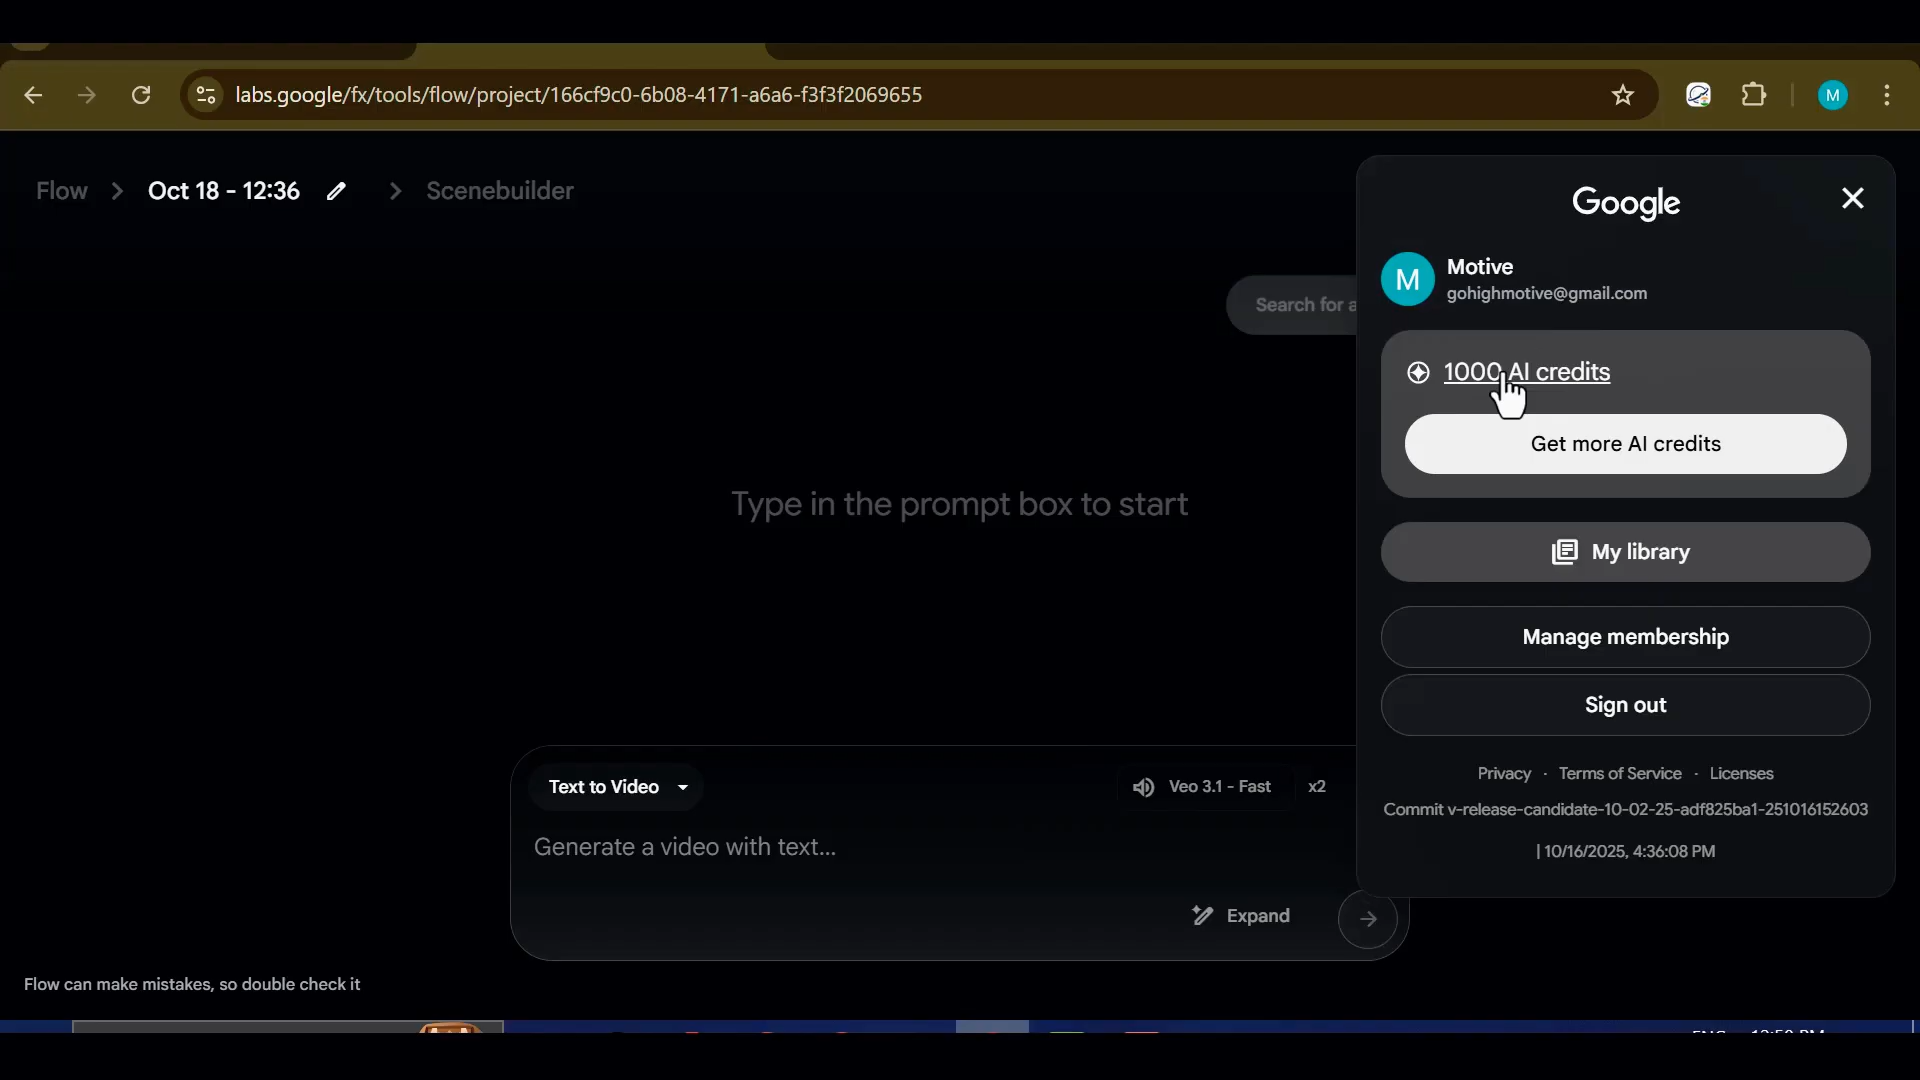 labs.google/fx/tools/flow/project/166cf9c0-6b08-4171-a6a6-f3f3f2069655
M
Flow > Oct 18 - 12:36 > Scenebuilder
Google
M
Motive
gohighmotive@gmail.com
Search for a
1000 AI credits
Get more AI credits
Type in the prompt box to start
My library
Manage membership
Sign out
Privacy · Terms of Service · Licenses
Commit v-release-candidate-10-02-25-adf825ba1-251016152603
| 10/16/2025, 4:36:08 PM
Text to Video
Veo 3.1 - Fast
x2
Generate a video with text...
Expand
Flow can make mistakes, so double check it